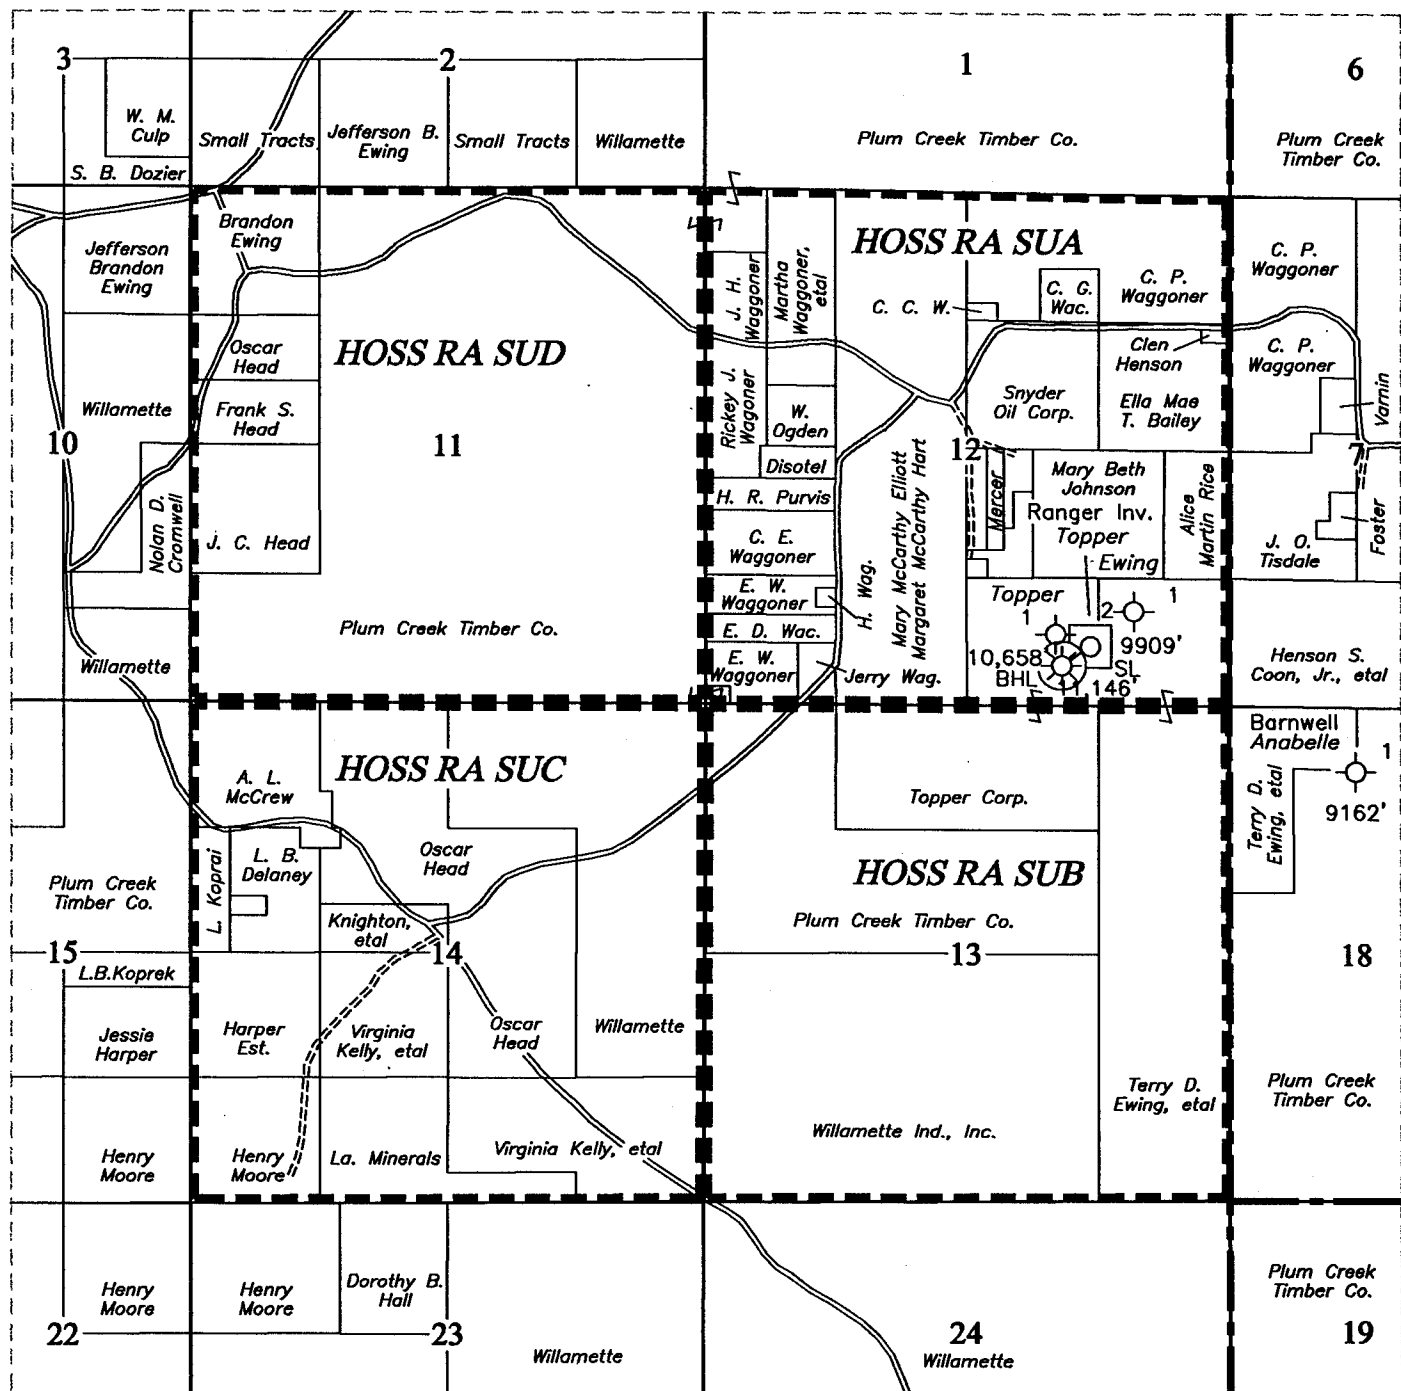 3
2
1
6
W. M.
Culp
Small Tracts
Jefferson B.
Ewing
Small Tracts
Willamette
Plum Creek Timber Co.
Plum Creek
Timber Co.
S. B. Dozier
Brandon
Ewing
Jefferson
Brandon
Ewing
HOSS RA SUA
J. H.
Waggoner
Martha
Waggoner,
etal
C. C. W.
C. G.
Wac.
C. P.
Waggoner
C. P.
Waggoner
Oscar
Head
HOSS RA SUD
Clen
Henson
C. P.
Waggoner
Varnin
Willamette
Frank S.
Head
Rickey J.
Wagoner
W.
Ogden
Snyder
Oil Corp.
Ella Mae
T. Bailey
10
11
12
7
Disotel
H. R. Purvis
Nolan D.
Cromwell
J. C. Head
C. E.
Waggoner
Mary McCarthy Elliott
Margaret McCarthy Hart
Mercer
Mary Beth
Johnson
Ranger Inv.
Topper
Ewing
Alice
Martin Rice
J. O.
Tisdale
Foster
E. W.
Waggoner
H. Wag.
Topper
1
2
1
9909'
Plum Creek Timber Co.
E. D. Wac.
Willamette
E. W.
Waggoner
Jerry Wag.
10,658
BHL
SL
11,146'
Henson S.
Coon, Jr., etal
Barnwell
Anabelle
1
9162'
Terry D.
Ewing, etal
A. L.
McCrew
HOSS RA SUC
Topper Corp.
Oscar
Head
L. Koprai
L. B.
Delaney
HOSS RA SUB
Plum Creek
Timber Co.
Knighton,
etal
Plum Creek Timber Co.
15
14
13
18
L.B.Koprek
Jessie
Harper
Harper
Est.
Virginia
Kelly, etal
Oscar
Head
Willamette
Terry D.
Ewing, etal
Plum Creek
Timber Co.
Willamette Ind., Inc.
Henry
Moore
Henry
Moore
La. Minerals
Virginia Kelly, etal
Henry
Moore
Henry
Moore
Dorothy B.
Hall
Plum Creek
Timber Co.
22
23
24
19
Willamette
Willamette